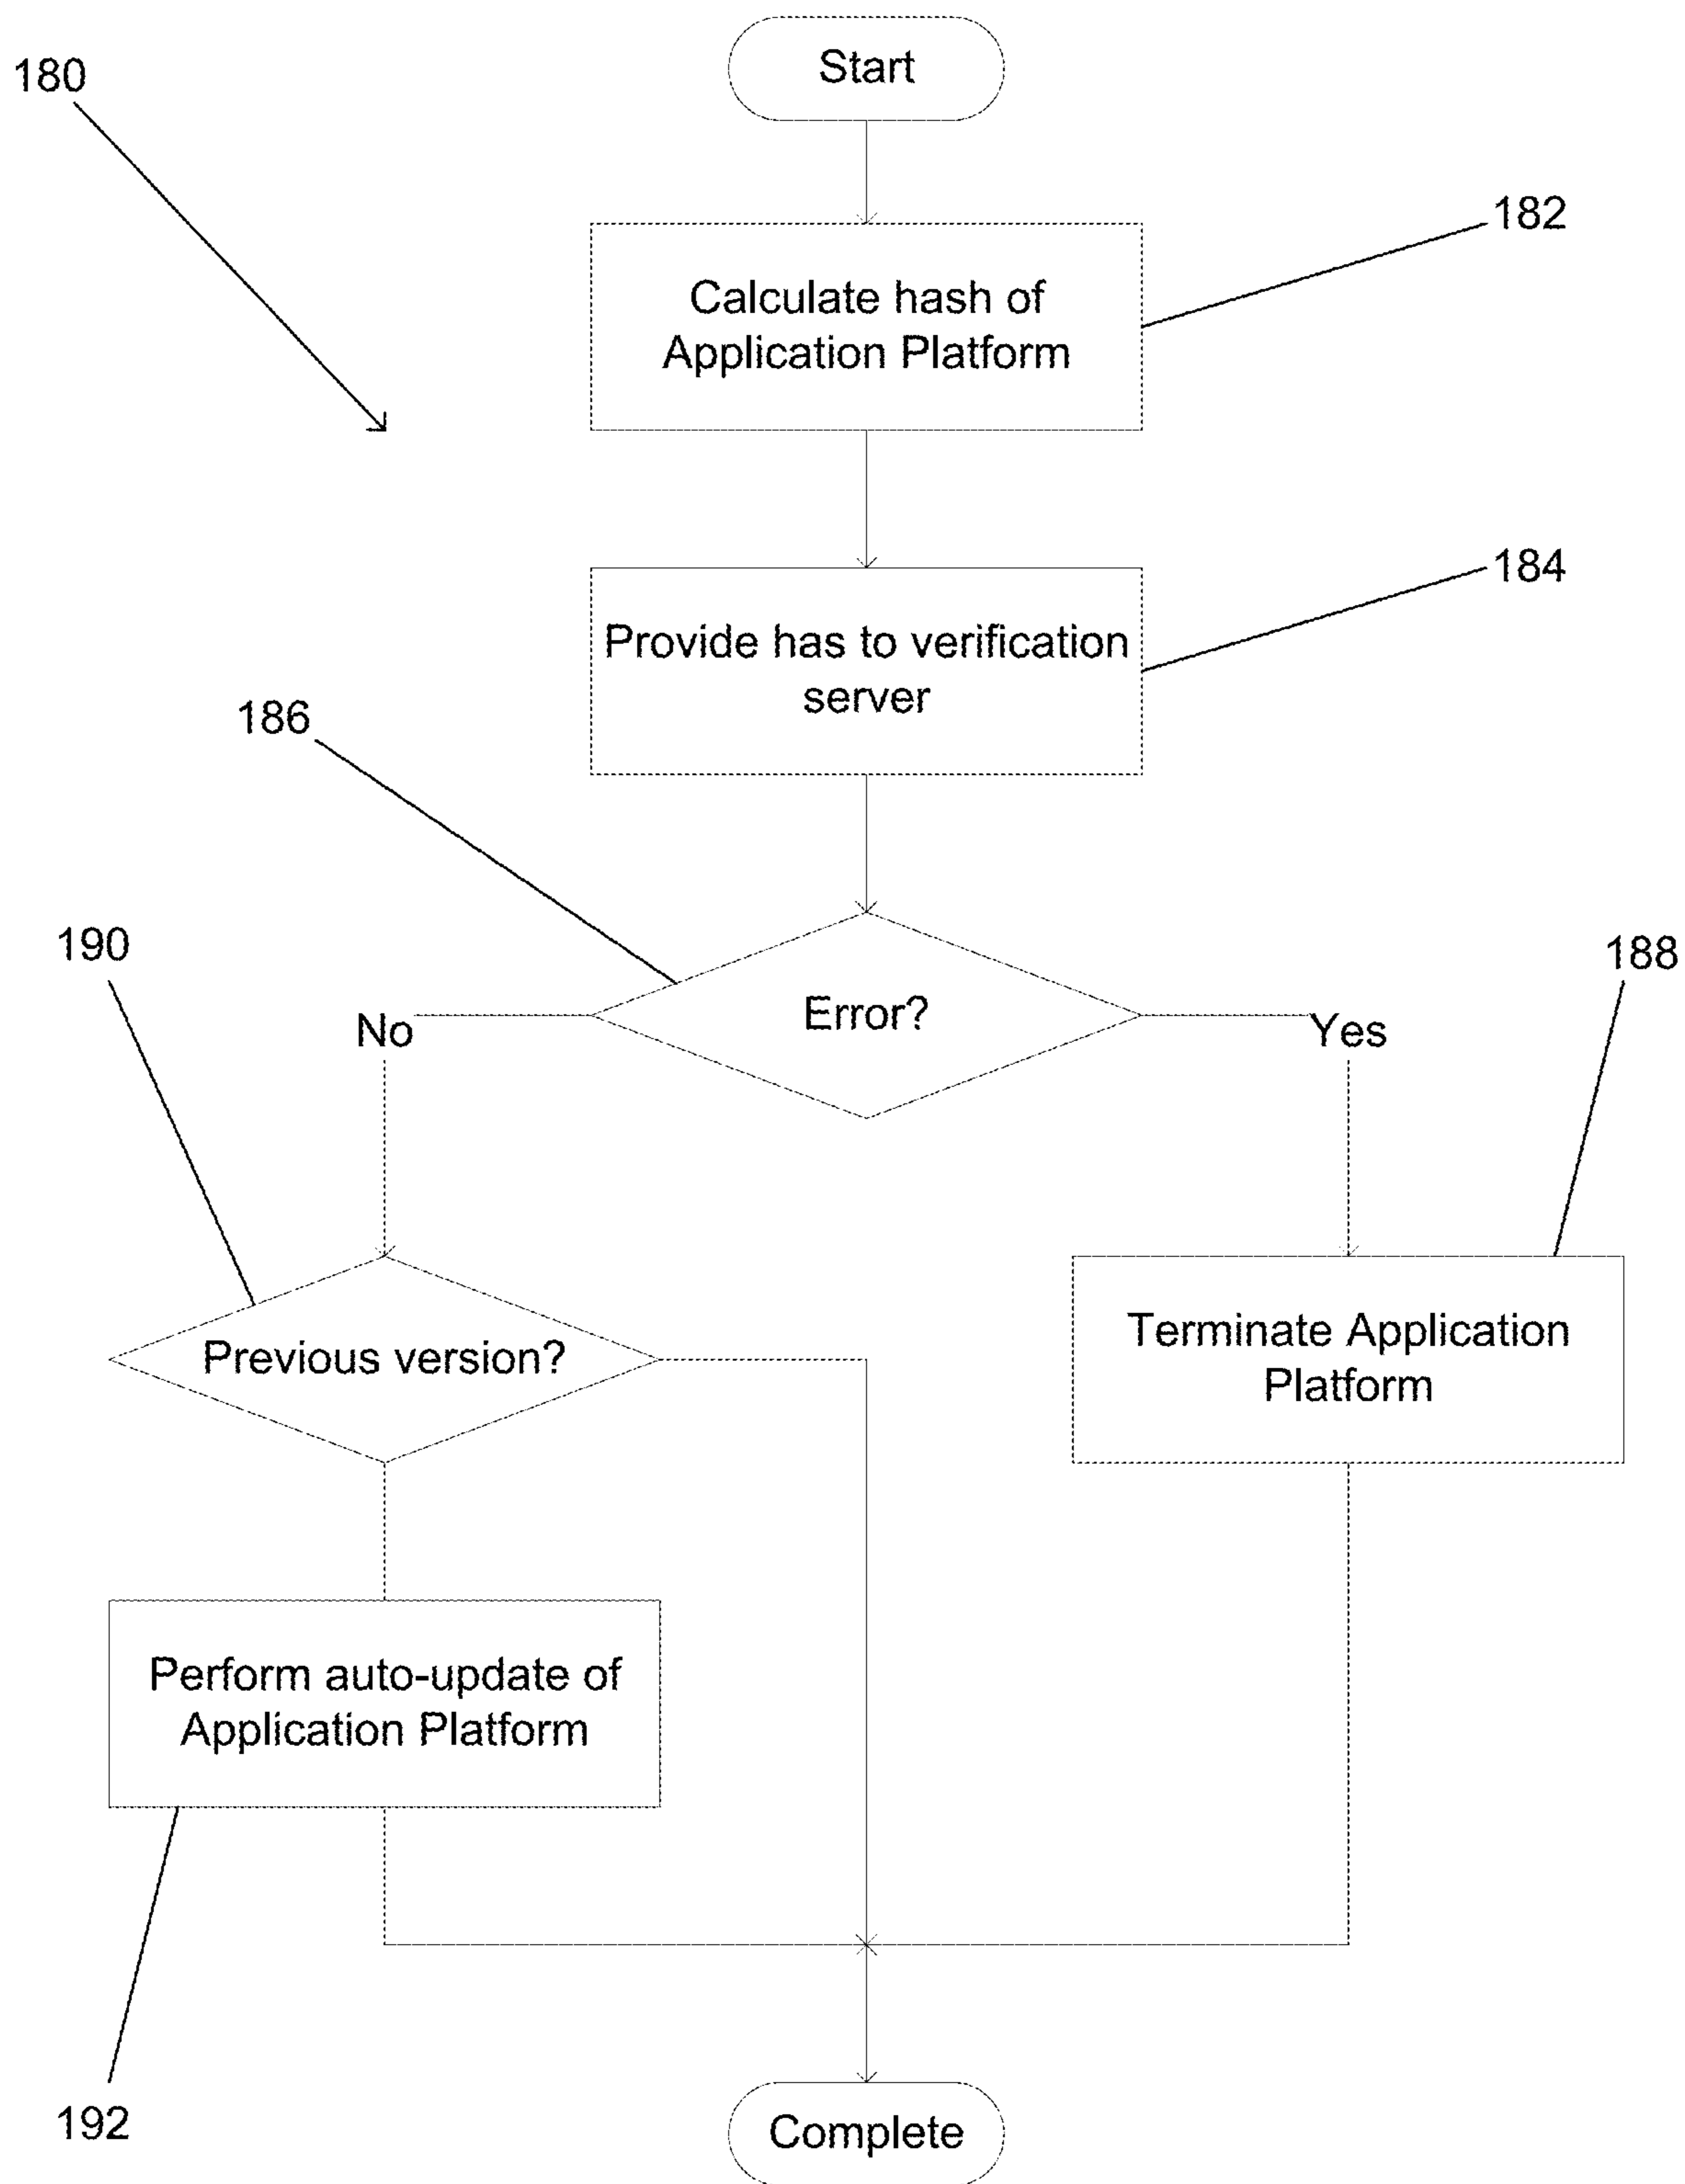 Start
180
182
Calculate hash of
Application Platform
184
Provide has to verification
server
186
190
188
Error?
No
Yes
Previous version?
Terminate Application
Platform
Perform auto-update of
Application Platform
192
Complete